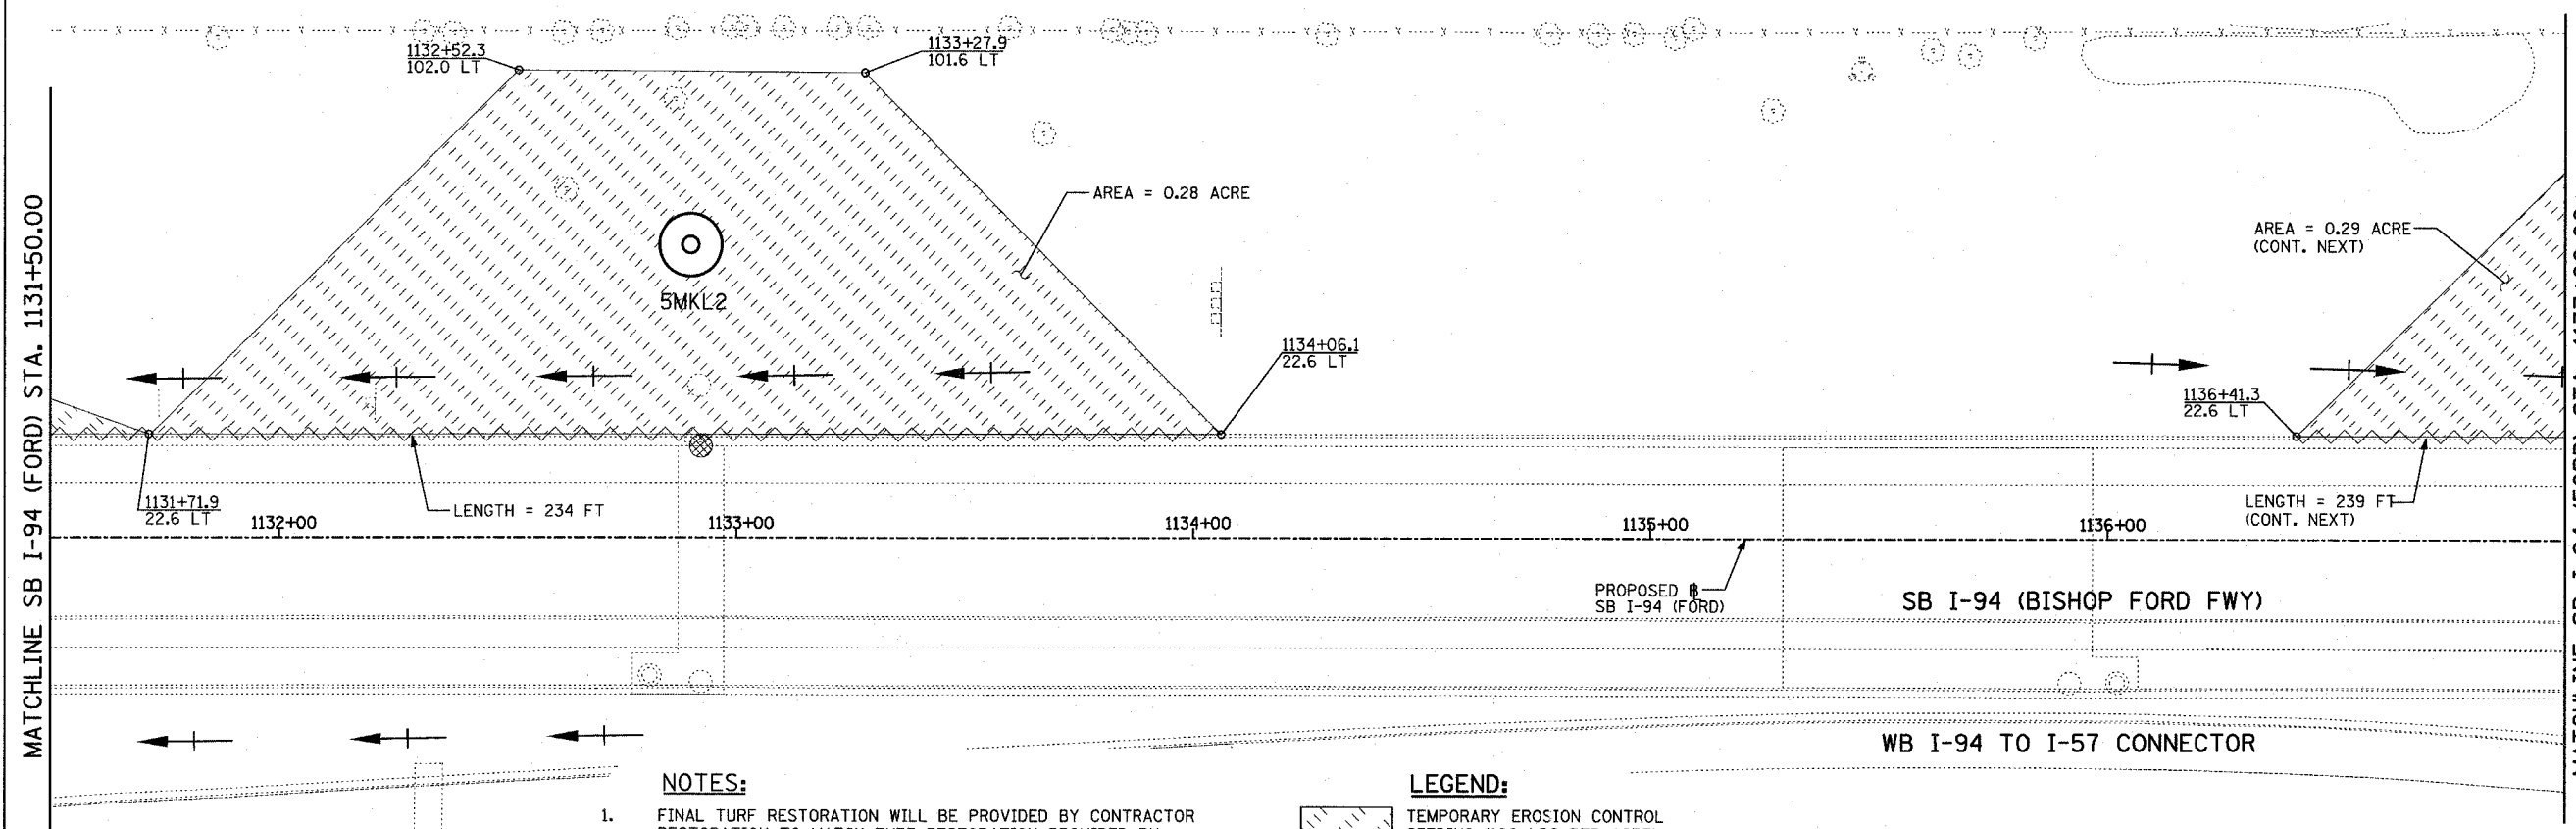 MATCHLINE SB I-94 (FORD) STA. 1131+50.00
1132+52.3
102.0 LT
1133+27.9
101.6 LT
AREA = 0.28 ACRE
AREA = 0.29 ACRE
(CONT. NEXT)
5MKL2
1134+06.1
22.6 LT
1136+41.3
22.6 LT
1131+71.9
22.6 LT
LENGTH = 234 FT
LENGTH = 239 FT
(CONT. NEXT)
1132+00
1133+00
1134+00
1135+00
1136+00
PROPOSED
SB I-94 (FORD)
SB I-94 (BISHOP FORD FWY)
WB I-94 TO I-57 CONNECTOR
NOTES:
1. FINAL TURF RESTORATION WILL BE PROVIDED BY CONTRACTOR
LEGEND:
TEMPORARY EROSION CONTROL